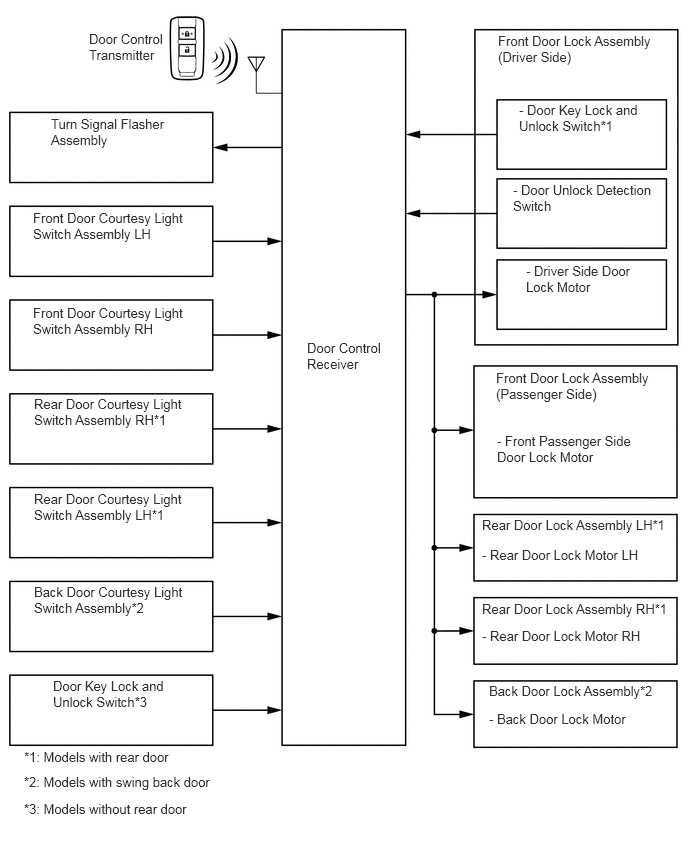 Door Control
Transmitter
Turn Signal Flasher
Assembly
Front Door Courtesy Light
Switch Assembly LH
Front Door Courtesy Light
Switch Assembly RH
Rear Door Courtesy Light
Switch Assembly RH*1
Rear Door Courtesy Light
Switch Assembly LH*1
Back Door Courtesy Light
Switch Assembly*2
Door Key Lock and
Unlock Switch*3
Door Control
Receiver
Front Door Lock Assembly
(Driver Side)
- Door Key Lock and
Unlock Switch*1
- Door Unlock Detection
Switch
- Driver Side Door
Lock Motor
Front Door Lock Assembly
(Passenger Side)
- Front Passenger Side
Door Lock Motor
Rear Door Lock Assembly LH*1
- Rear Door Lock Motor LH
Rear Door Lock Assembly RH*1
- Rear Door Lock Motor RH
Back Door Lock Assembly*2
- Back Door Lock Motor
*1: Models with rear door
*2: Models with swing back door
*3: Models without rear door